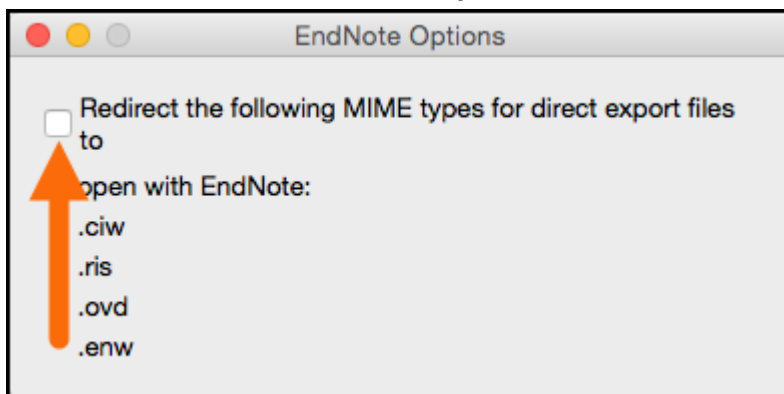 EndNote Options
Redirect the following MIME types for direct export files
to
open with EndNote:
.ciw
.ris
.ovd
.enw